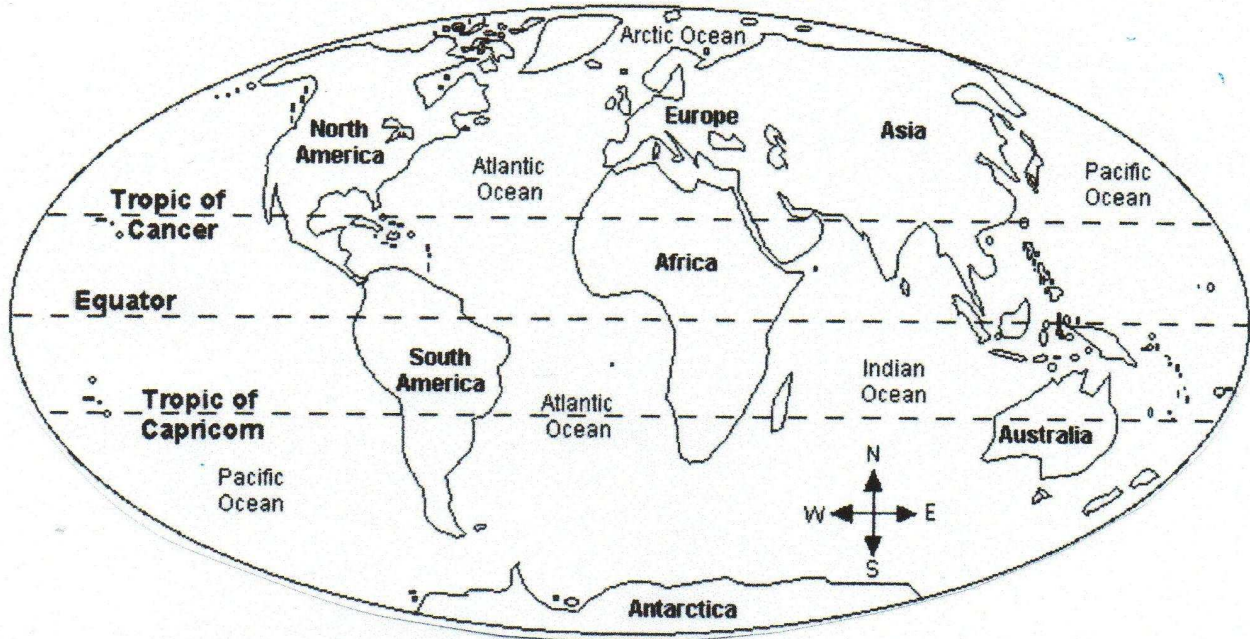 Arctic Ocean
North
America
Europe
Asia
Atlantic
Ocean
Pacific
Ocean
Tropic of
Cancer
Africa
Equator
South
America
Indian
Ocean
Tropic of
Capricorn
Atlantic
Ocean
Australia
Pacific
Ocean
N
W E
S
Antarctica